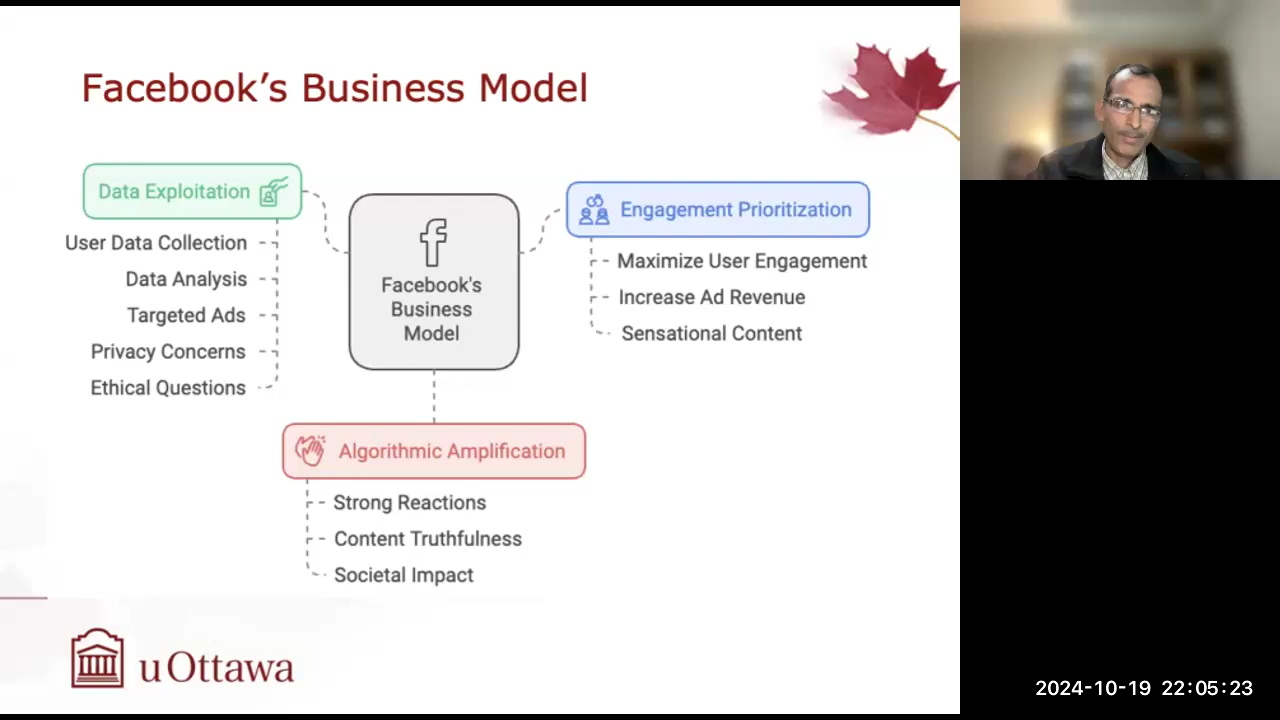 Facebook’s Business Model
Data Exploitation
User Data Collection
Data Analysis
Targeted Ads
Privacy Concerns
Ethical Questions
Facebook's
Business
Model
Engagement Prioritization
Maximize User Engagement
Increase Ad Revenue
Sensational Content
Algorithmic Amplification
Strong Reactions
Content Truthfulness
Societal Impact
uOttawa
2024-10-19 22:05:23